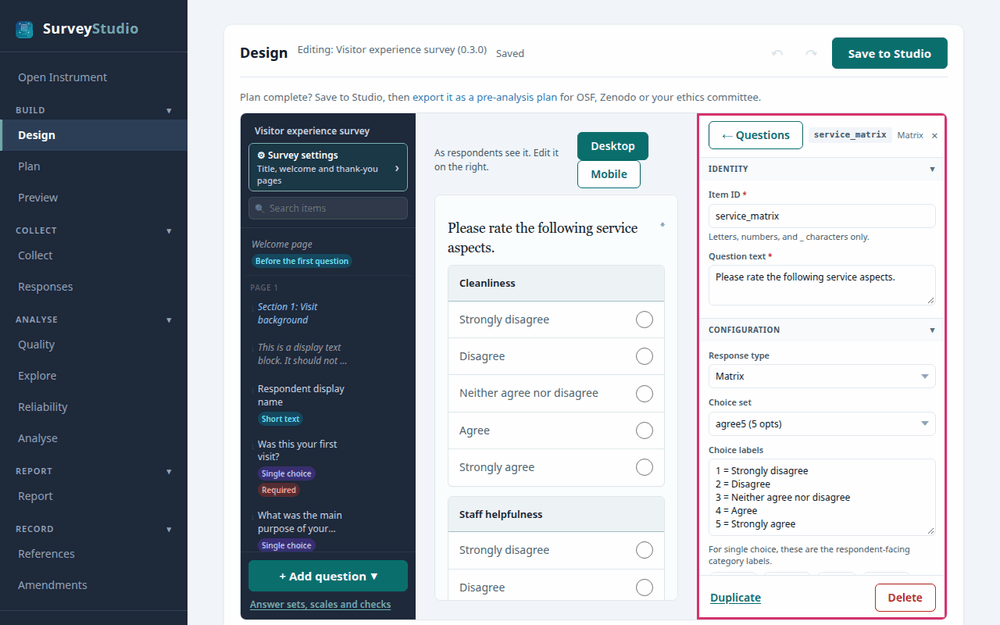 SurveyStudio
Open Instrument
BUILD
Design
Plan
Preview
COLLECT
Collect
Responses
ANALYSE
Quality
Explore
Reliability
Analyse
REPORT
Report
RECORD
References
Amendments
Design
Editing: Visitor experience survey (0.3.0)
Saved
Save to Studio
Plan complete? Save to Studio, then export it as a pre-analysis plan for OSF, Zenodo or your ethics committee.
Visitor experience survey
Survey settings
Title, welcome and thank-you
pages
Search items
Welcome page
Before the first question
PAGE 1
Section 1: Visit
background
This is a display text
block. It should not ...
Respondent display
name
Short text
Was this your first
visit?
Single choice
Required
What was the main
purpose of your...
Single choice
+ Add question ▾
Answer sets, scales and checks
As respondents see it. Edit it
on the right.
Desktop
Mobile
Please rate the following service
aspects.
Cleanliness
Strongly disagree
Disagree
Neither agree nor disagree
Agree
Strongly agree
Staff helpfulness
Strongly disagree
Disagree
← Questions
service_matrix
Matrix
×
IDENTITY
Item ID *
service_matrix
Letters, numbers, and _ characters only.
Question text *
Please rate the following service aspects.
CONFIGURATION
Response type
Matrix
Choice set
agree5 (5 opts)
Choice labels
1 = Strongly disagree
2 = Disagree
3 = Neither agree nor disagree
4 = Agree
5 = Strongly agree
For single choice, these are the respondent-facing
category labels.
Duplicate
Delete